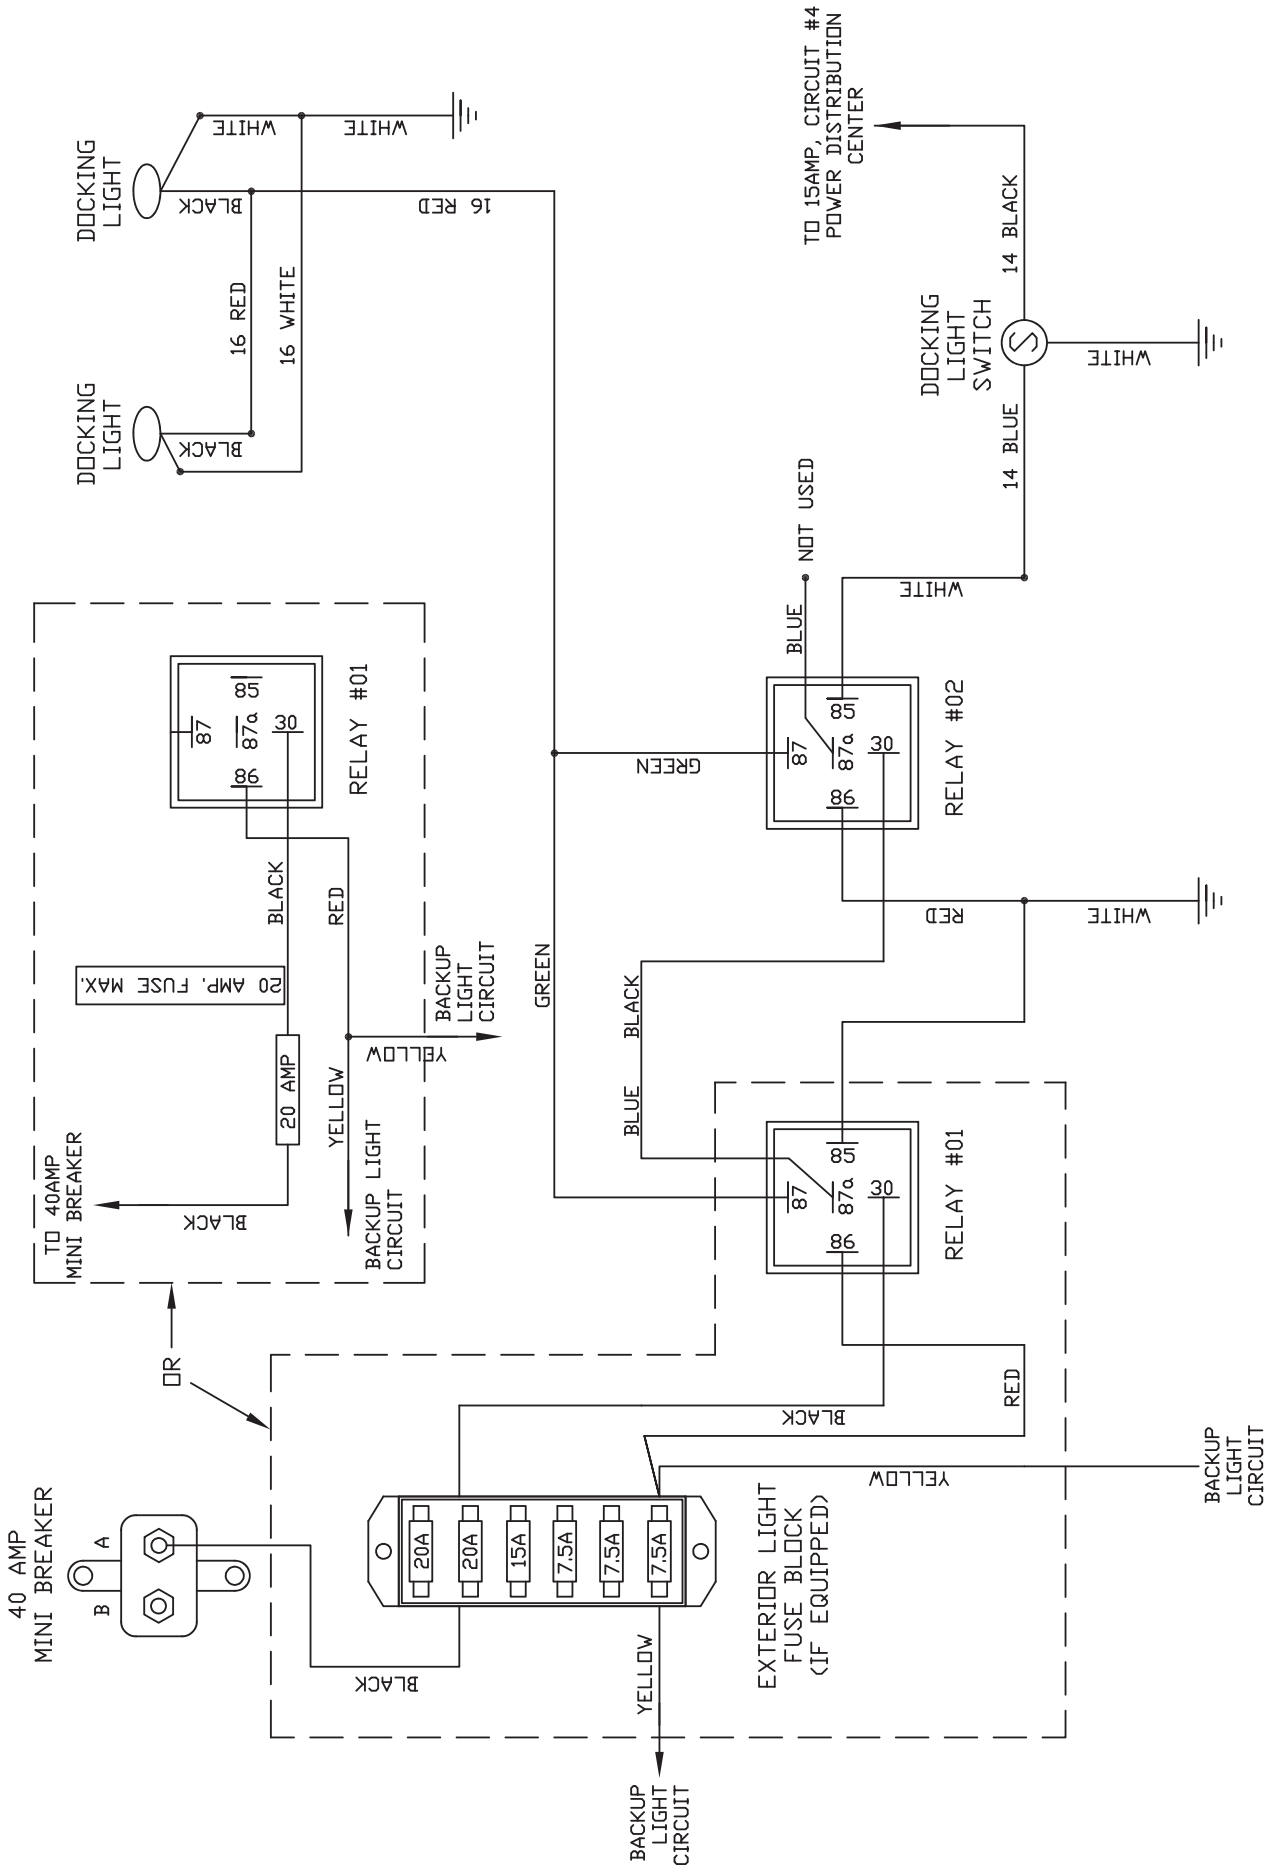 40 AMP
MINI BREAKER
B
A
BLACK
OR
20A
20A
15A
7.5A
7.5A
7.5A
EXTERIOR LIGHT
FUSE BLOCK
(IF EQUIPPED)
YELLOW
BACKUP
LIGHT
CIRCUIT
YELLOW
BACKUP
LIGHT
CIRCUIT
BLACK
RED
86
87
87a
30
85
RELAY #01
TO 40AMP
MINI BREAKER
BLACK
20 AMP
20 AMP. FUSE MAX.
BLACK
RED
YELLOW
BACKUP LIGHT
CIRCUIT
YELLOW
BACKUP
LIGHT
CIRCUIT
86
87
87a
30
85
RELAY #01
BLUE
BLACK
GREEN
RED
WHITE
86
87
87a
30
85
RELAY #02
GREEN
BLUE
NOT USED
WHITE
14 BLUE
DOCKING
LIGHT
SWITCH
WHITE
14 BLACK
TO 15AMP, CIRCUIT #4
POWER DISTRIBUTION
CENTER
DOCKING
LIGHT
BLACK
16 RED
16 WHITE
DOCKING
LIGHT
BLACK
16 RED
WHITE
WHITE